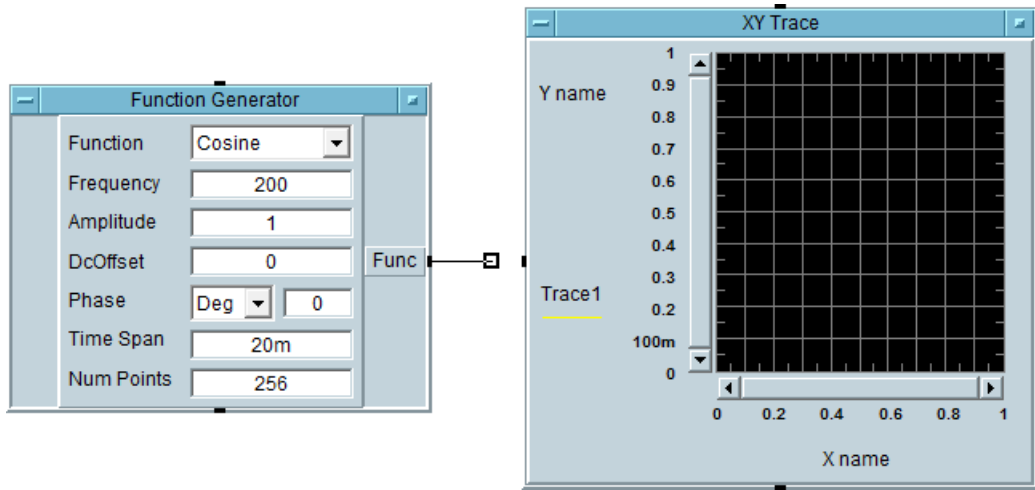 Function Generator
Function Cosine
Frequency 200
Amplitude 1
DcOffset 0
Func
Phase Deg 0
Time Span 20m
Num Points 256
XY Trace
Y name
Trace1
1
0.9
0.8
0.7
0.6
0.5
0.4
0.3
0.2
100m
0
0 0.2 0.4 0.6 0.8 1
X name